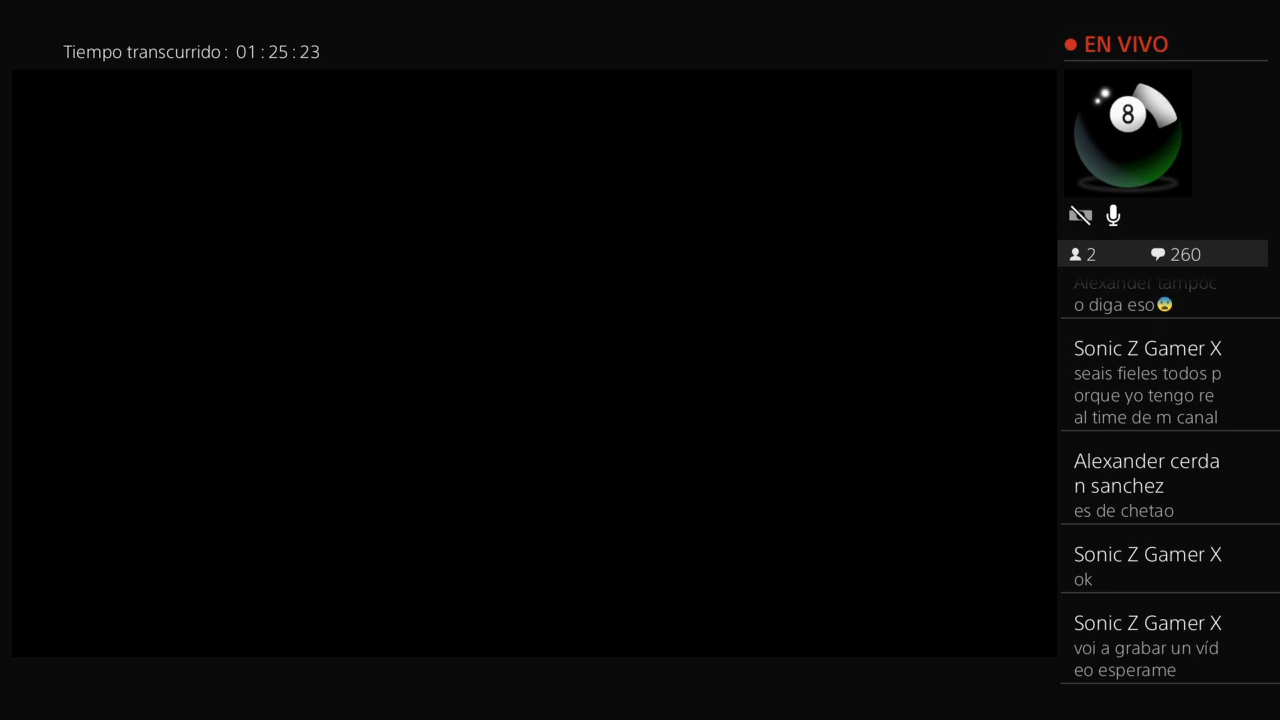 Tiempo transcurrido : 01 : 25 : 23
EN VIVO
8
2
260
Alexander tampoc
o diga eso
Sonic Z Gamer X
seais fieles todos p
orque yo tengo re
al time de m canal
Alexander cerda
n sanchez
es de chetao
Sonic Z Gamer X
ok
Sonic Z Gamer X
voi a grabar un víd
eo esperame